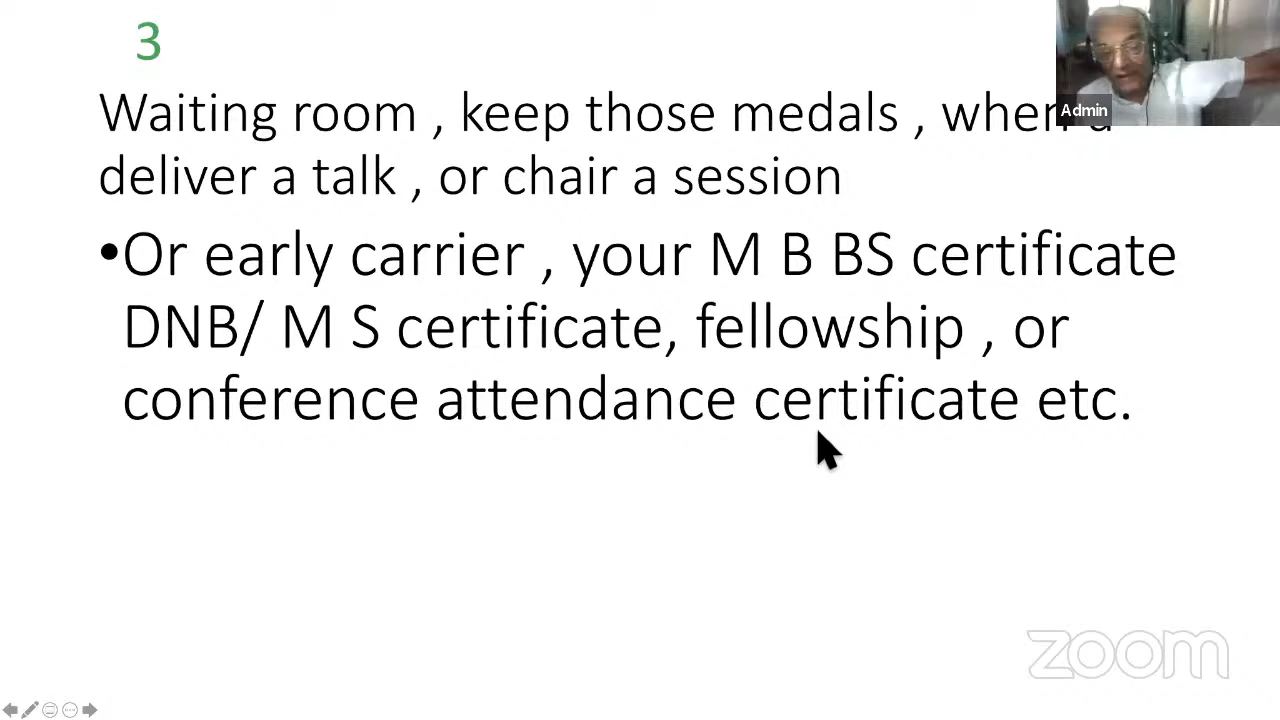 3
Waiting room , keep those medals , when
deliver a talk , or chair a session
•Or early carrier , your M B BS certificate
DNB/ M S certificate, fellowship , or
conference attendance certificate etc.
Admin
zoom